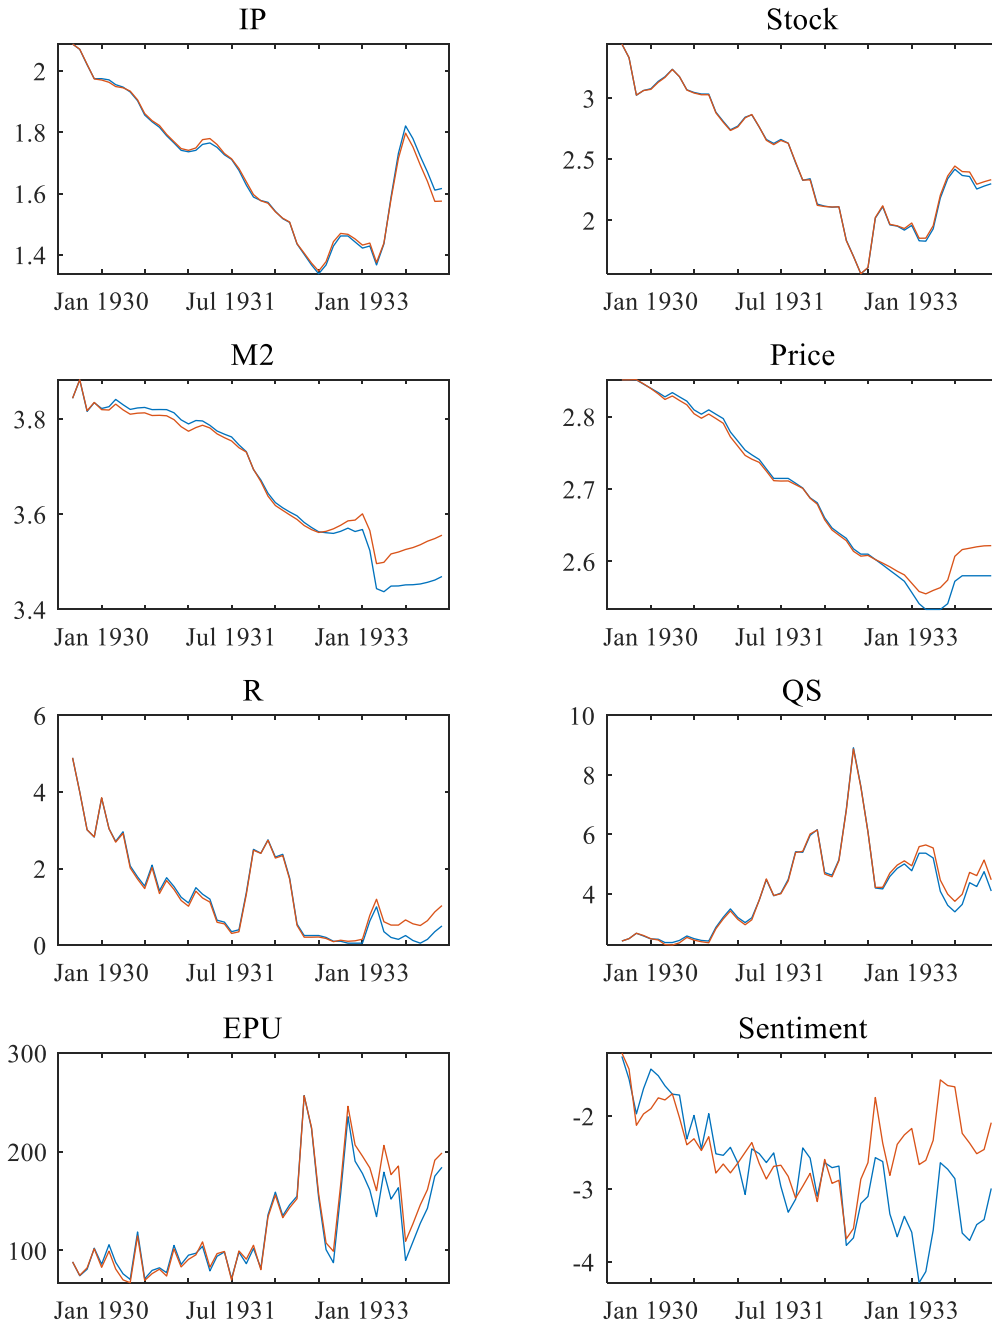 IP
2
1.8
1.6
1.4
Jan 1930 Jul 1931 Jan 1933
Stock
3
2.5
2
Jan 1930 Jul 1931 Jan 1933
M2
3.8
3.6
3.4
Jan 1930 Jul 1931 Jan 1933
Price
2.8
2.7
2.6
Jan 1930 Jul 1931 Jan 1933
R
6
4
2
0
Jan 1930 Jul 1931 Jan 1933
QS
10
8
6
4
Jan 1930 Jul 1931 Jan 1933
EPU
300
200
100
Jan 1930 Jul 1931 Jan 1933
Sentiment
-2
-3
-4
Jan 1930 Jul 1931 Jan 1933